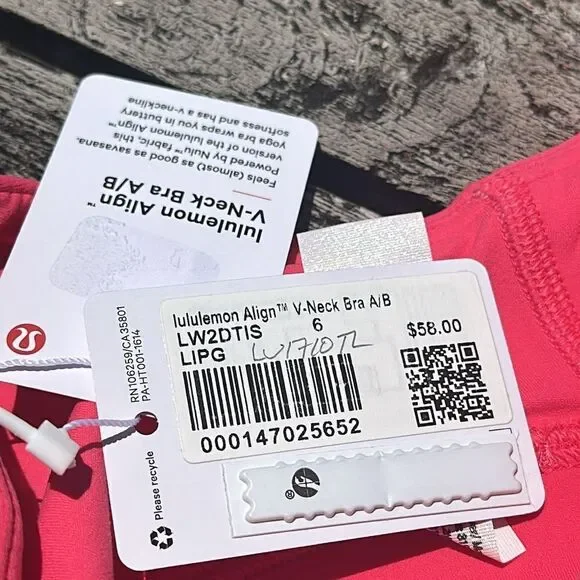 lululemon Align™
V-Neck Bra A/B
Feels (almost) as good as savasana.
Powered by Nulu™ fabric, this
version of the lululemon Align™
yoga bra wraps you in buttery
softness and has a v-neckline
RN106259/CA35801
PA-HT001-1614
Please recycle
lululemon Align™ V-Neck Bra A/B
LW2DTIS 6 $58.00
LIPG LW1710TL
000147025652
®